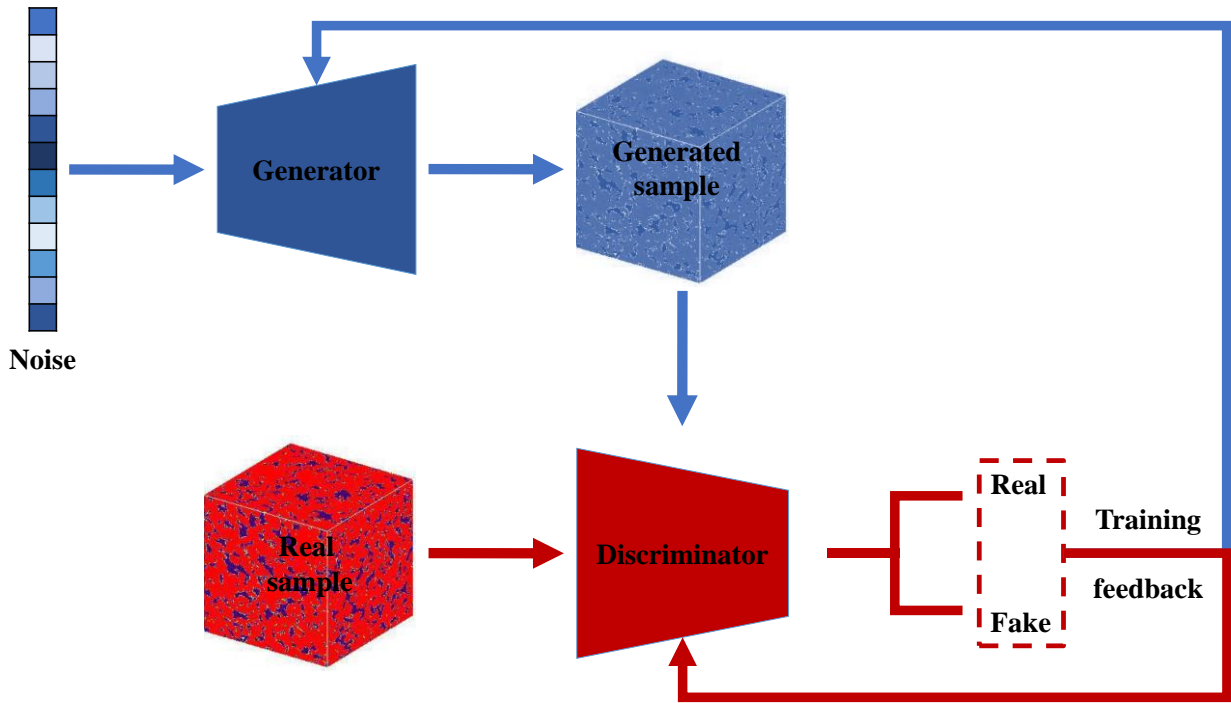 Generator
Generated
sample
Noise
Real
sample
Discriminator
Real
Fake
Training
feedback